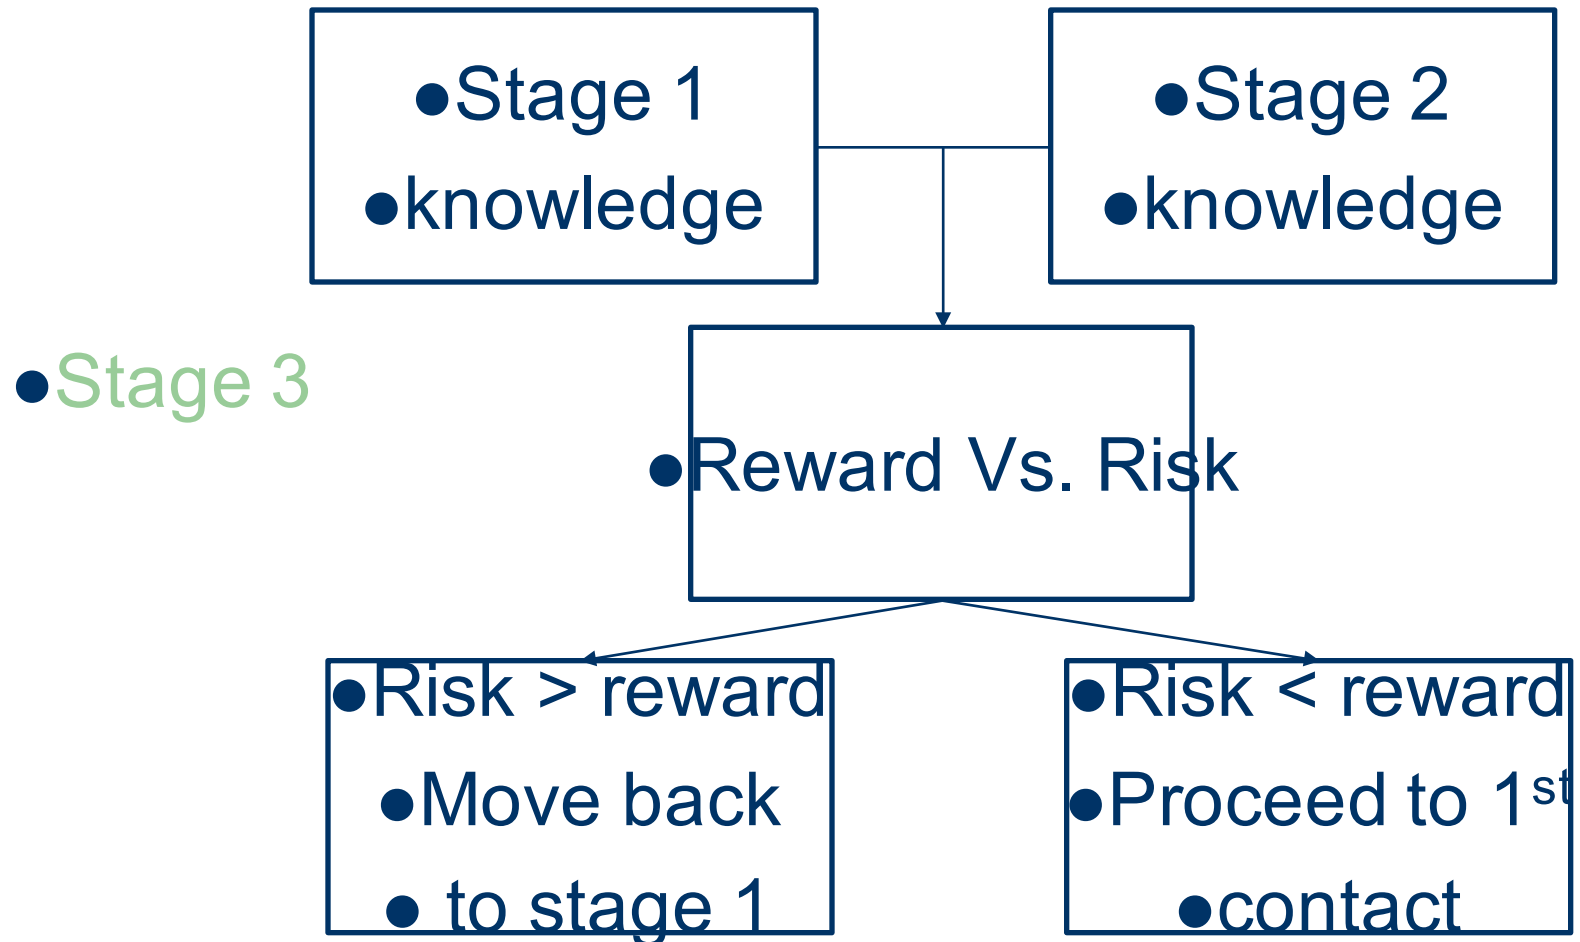 ●Stage 1
●knowledge
●Stage 2
●knowledge
●Stage 3
●Reward Vs. Risk
●Risk > reward
●Move back
● to stage 1
●Risk < reward
●Proceed to 1st
●contact